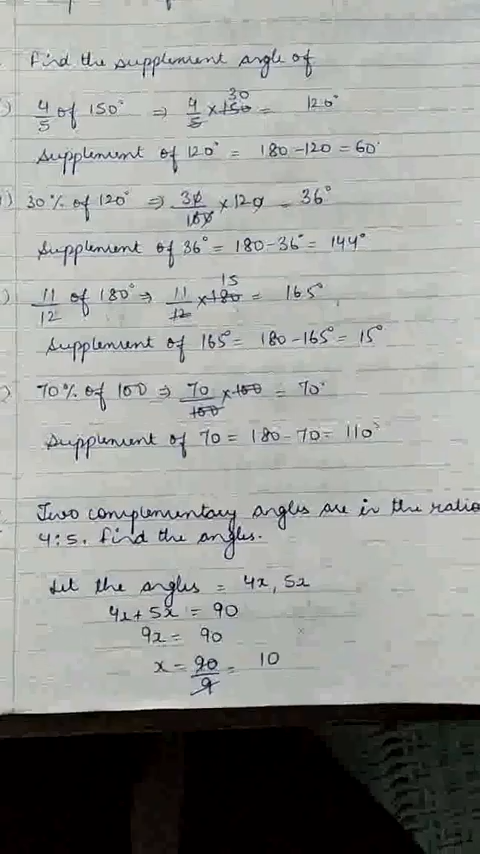 Find the supplement angle of
) 4/5 of 150° ⇒ 4/5 × 150 30 = 120°
Supplement of 120° = 180 - 120 = 60°
) 30% of 120° ⇒ 30/100 × 120 = 36°
Supplement of 36° = 180 - 36° = 144°
) 11/12 of 180° ⇒ 11/12 × 180 15 = 165°
Supplement of 165° = 180 - 165° = 15°
) 70% of 100 ⇒ 70/100 × 100 = 70°
Supplement of 70 = 180 - 70 = 110°
Two complementary angles are in the ratio
4:5. find the angles.
Let the angles = 4x, 5x
4x + 5x = 90
9x = 90
x = 90/9 = 10